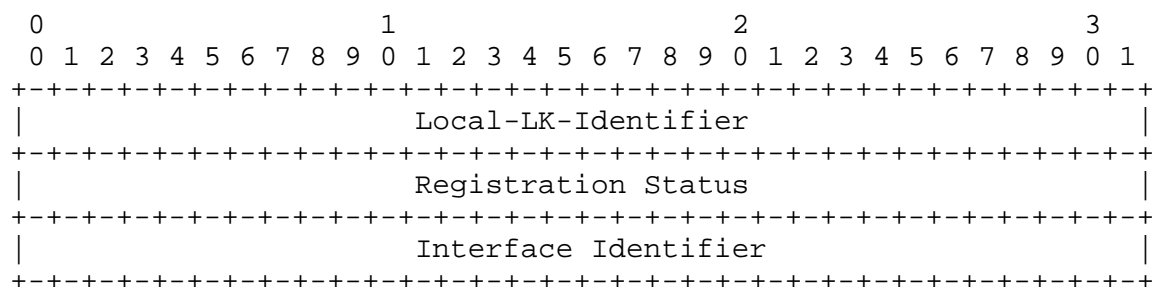 0                   1                   2                   3
 0 1 2 3 4 5 6 7 8 9 0 1 2 3 4 5 6 7 8 9 0 1 2 3 4 5 6 7 8 9 0 1
+-+-+-+-+-+-+-+-+-+-+-+-+-+-+-+-+-+-+-+-+-+-+-+-+-+-+-+-+-+-+-+-+
|                      Local-LK-Identifier                      |
+-+-+-+-+-+-+-+-+-+-+-+-+-+-+-+-+-+-+-+-+-+-+-+-+-+-+-+-+-+-+-+-+
|                      Registration Status                      |
+-+-+-+-+-+-+-+-+-+-+-+-+-+-+-+-+-+-+-+-+-+-+-+-+-+-+-+-+-+-+-+-+
|                      Interface Identifier                     |
+-+-+-+-+-+-+-+-+-+-+-+-+-+-+-+-+-+-+-+-+-+-+-+-+-+-+-+-+-+-+-+-+